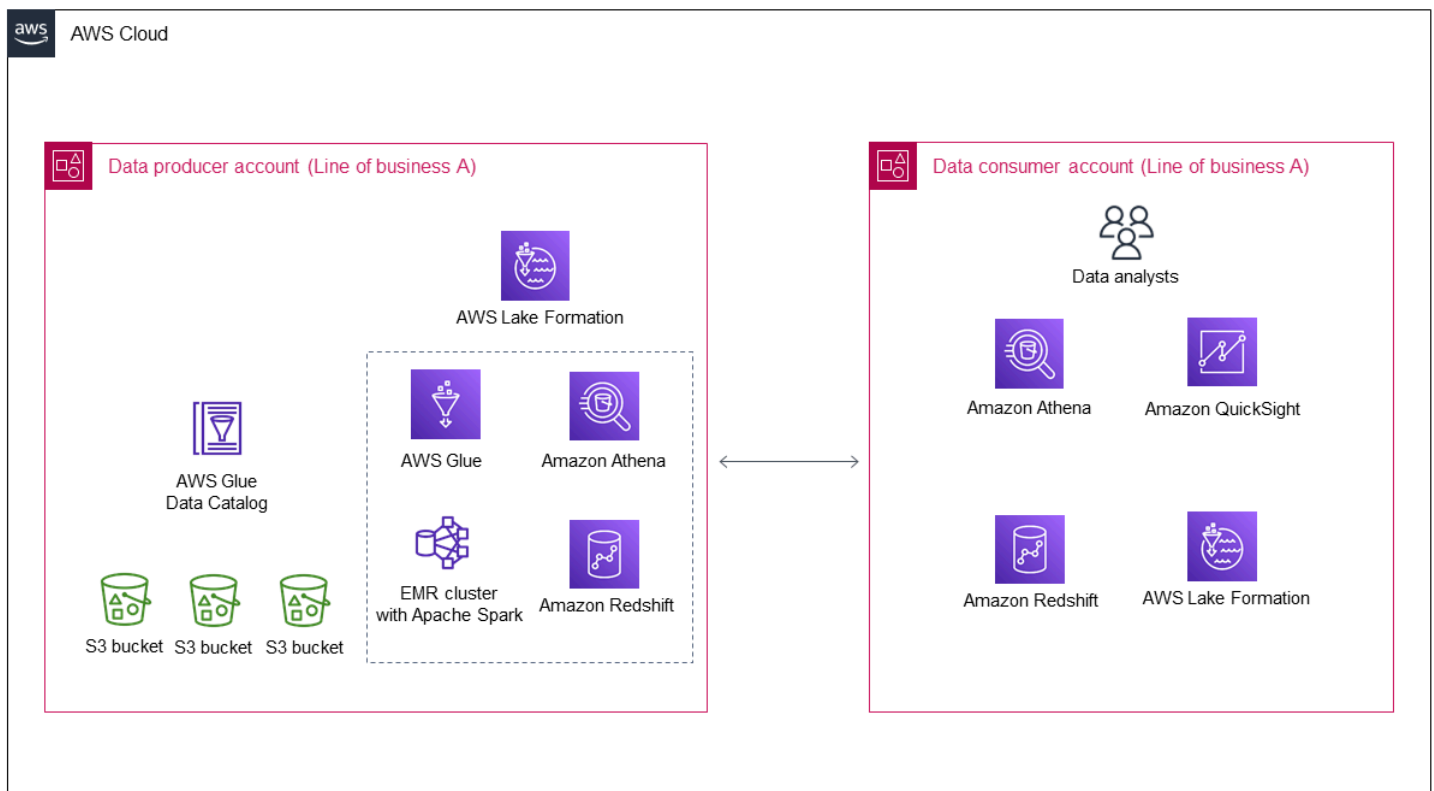 aws
AWS Cloud
Data producer account (Line of business A)
AWS Lake Formation
AWS Glue
Amazon Athena
AWS Glue
Data Catalog
EMR cluster
with Apache Spark
Amazon Redshift
S3 bucket
S3 bucket
S3 bucket
Data consumer account (Line of business A)
Data analysts
Amazon Athena
Amazon QuickSight
Amazon Redshift
AWS Lake Formation